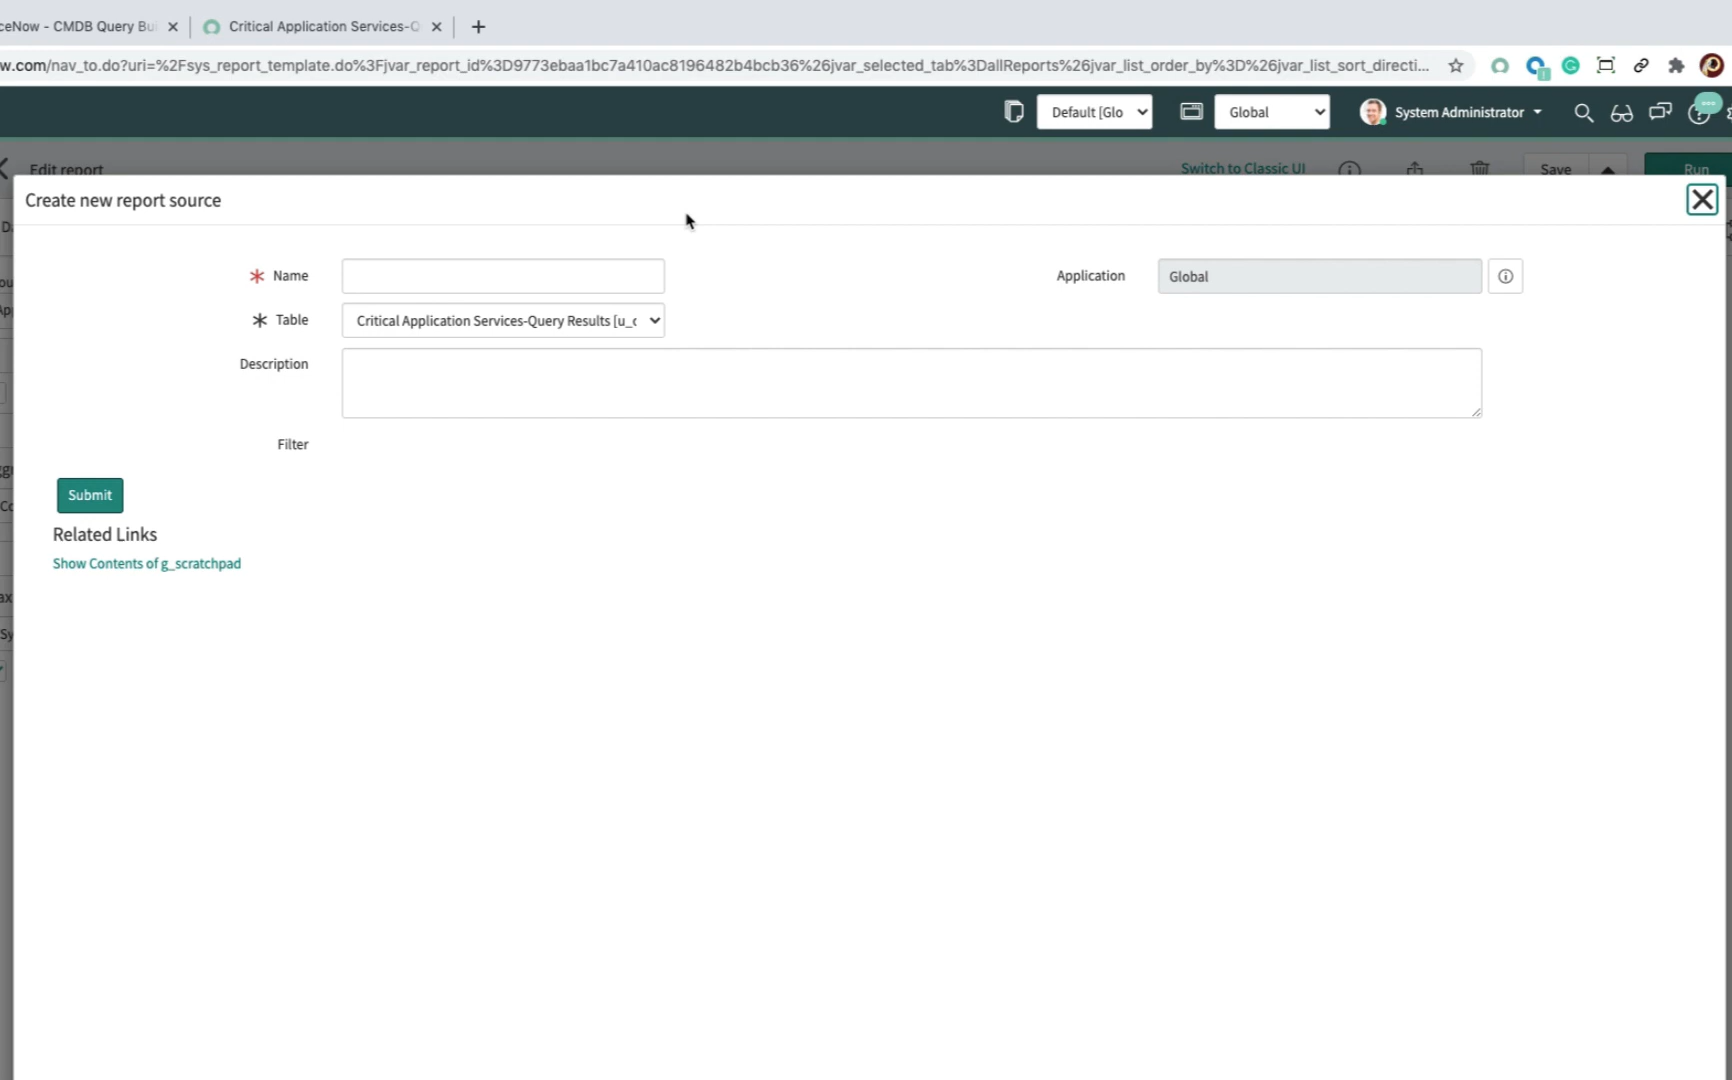 ceNow - CMDB Query Bui
Critical Application Services-Q
w.com/nav_to.do?uri=%2Fsys_report_template.do%3Fjvar_report_id%3D9773ebaa1bc7a410ac8196482b4bcb36%26jvar_selected_tab%3DallReports%26jvar_list_order_by%3D%26jvar_list_sort_directi...
Default [Glo
Global
System Administrator
Edit report
Switch to Classic UI
Save
Run
Create new report source
Name
Application
Global
Table
Critical Application Services-Query Results [u_c
Description
Filter
Submit
Related Links
Show Contents of g_scratchpad